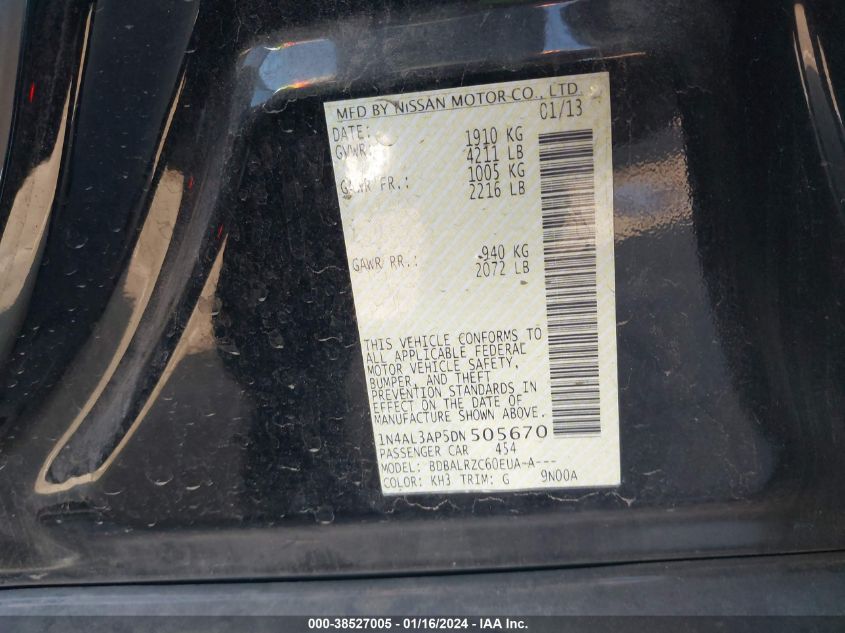 MFD BY NISSAN MOTOR CO., LTD.
DATE: 01/13
GVWR: 1910 KG
4211 LB
GAWR FR.: 1005 KG
2216 LB
GAWR RR.: 940 KG
2072 LB
THIS VEHICLE CONFORMS TO
ALL APPLICABLE FEDERAL
MOTOR VEHICLE SAFETY,
BUMPER, AND THEFT
PREVENTION STANDARDS IN
EFFECT ON THE DATE OF
MANUFACTURE SHOWN ABOVE.
1N4AL3AP5DN505670
PASSENGER CAR 454
MODEL: BDBALRZC60EUA-A---
COLOR: KH3 TRIM: G 9N00A
000-38527005 - 01/16/2024 - IAA Inc.